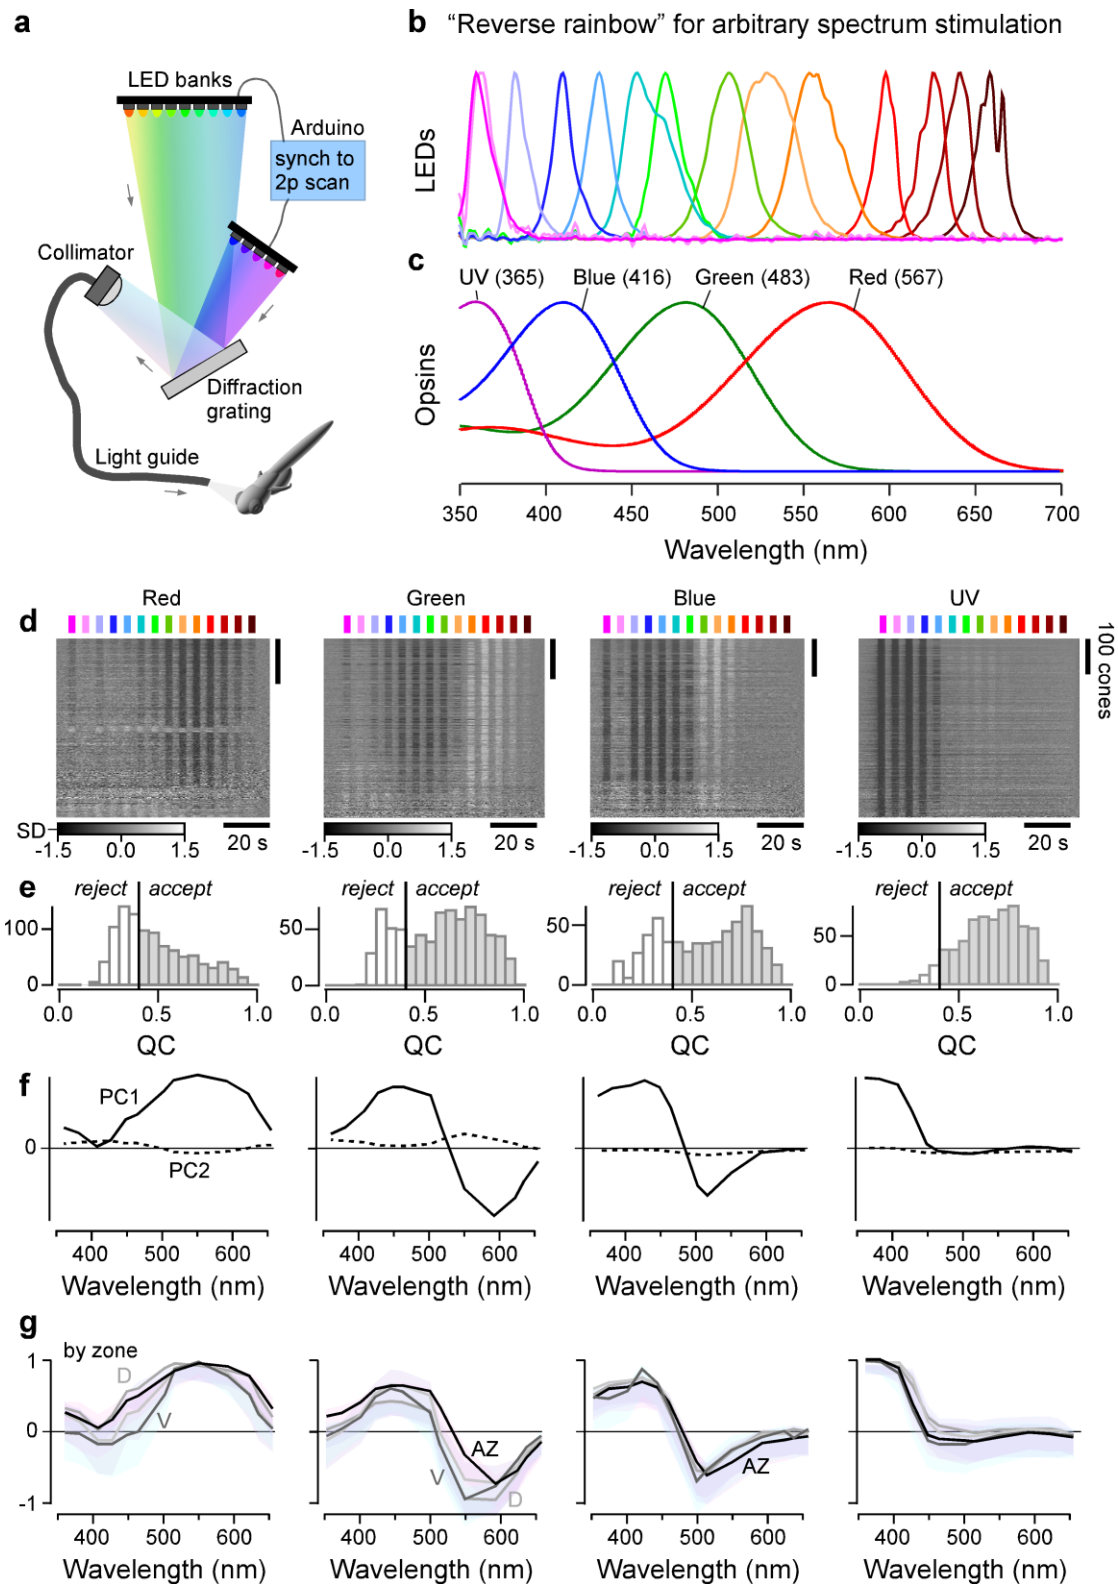 a
LED banks
Arduino
synch to
2p scan
Collimator
Diffraction
grating
Light guide
b “Reverse rainbow” for arbitrary spectrum stimulation
LEDs
c
UV (365) Blue (416) Green (483) Red (567)
Opsins
350 400 450 500 550 600 650 700
Wavelength (nm)
d
Red Green Blue UV
100 cones
SD
-1.5 0.0 1.5 20 s -1.5 0.0 1.5 20 s -1.5 0.0 1.5 20 s -1.5 0.0 1.5 20 s
e
reject accept reject accept reject accept reject accept
100 50 50 50
0 0 0 0
0.0 0.5 1.0 0.0 0.5 1.0 0.0 0.5 1.0 0.0 0.5 1.0
QC QC QC QC
f
PC1
0
PC2
400 500 600 400 500 600 400 500 600 400 500 600
Wavelength (nm) Wavelength (nm) Wavelength (nm) Wavelength (nm)
g
by zone
1
D
V
0
AZ
V
D
AZ
-1
400 500 600 400 500 600 400 500 600 400 500 600
Wavelength (nm) Wavelength (nm) Wavelength (nm) Wavelength (nm)